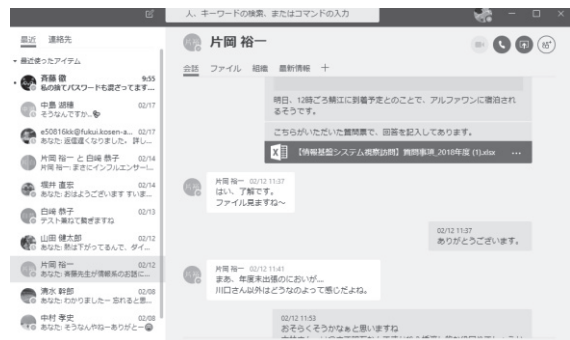 人、キーワードの検索、またはコマンドの入力
最近 連絡先
最近使ったアイテム
斉藤 徹 9:55
私の捨てパスワードも混ざってます...
中島 湖穂 02/17
そうなんですか。
e50816kk@fukui.kosen-a... 02/17
あなた: 返信遅くなりました。詳し...
片岡 裕一 と 白崎 恭子 02/14
片岡 裕一: まさにインフルエンザー!...
堀井 直宏 02/14
あなた: おはようございます すいま...
白崎 恭子 02/13
テスト兼ねて繋ぎますね
山田 健太郎 02/12
あなた: 熱は下がってるんで、ダイ...
片岡 裕一 02/12
あなた: 斉藤先生が情報系のお話に...
清水 幹郎 02/08
あなた: わかりましたー 忘れると悪...
中村 孝史 02/08
あなた: そうなんやねーありがとー
片岡 裕一
会話 ファイル 組織 最新情報
明日、12時ごろ鯖江に到着予定とのことで、アルファワンに宿泊され
るそうです。
こちらがいただいた質問票で、回答を記入してあります。
【情報基盤システム視察訪問】質問事項_2018年度 (1).xlsx ...
片岡 裕一 02/12 11:37
はい、了解です。
ファイル見ますね~
02/12 11:37
ありがとうございます。
片岡 裕一 02/12 11:41
まあ、年度末出張のにおいが...
川口さん以外はどうなのよって感じだよね。
02/12 11:53
おそらくそうかなぁと思いますね